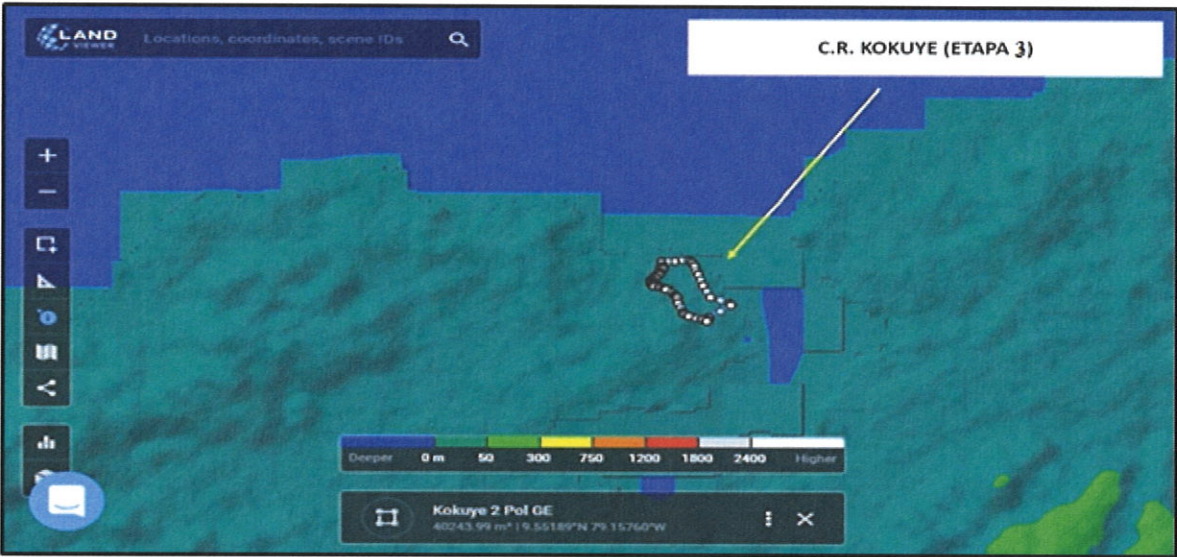 LAND
VIEWER
Locations, coordinates, scene IDs
C.R. KOKUYE (ETAPA 3)
Deeper 0 m 50 300 750 1200 1800 2400 Higher
Kokuye 2 Pol GE
40243.99 m² | 9.55189°N 79.15760°W